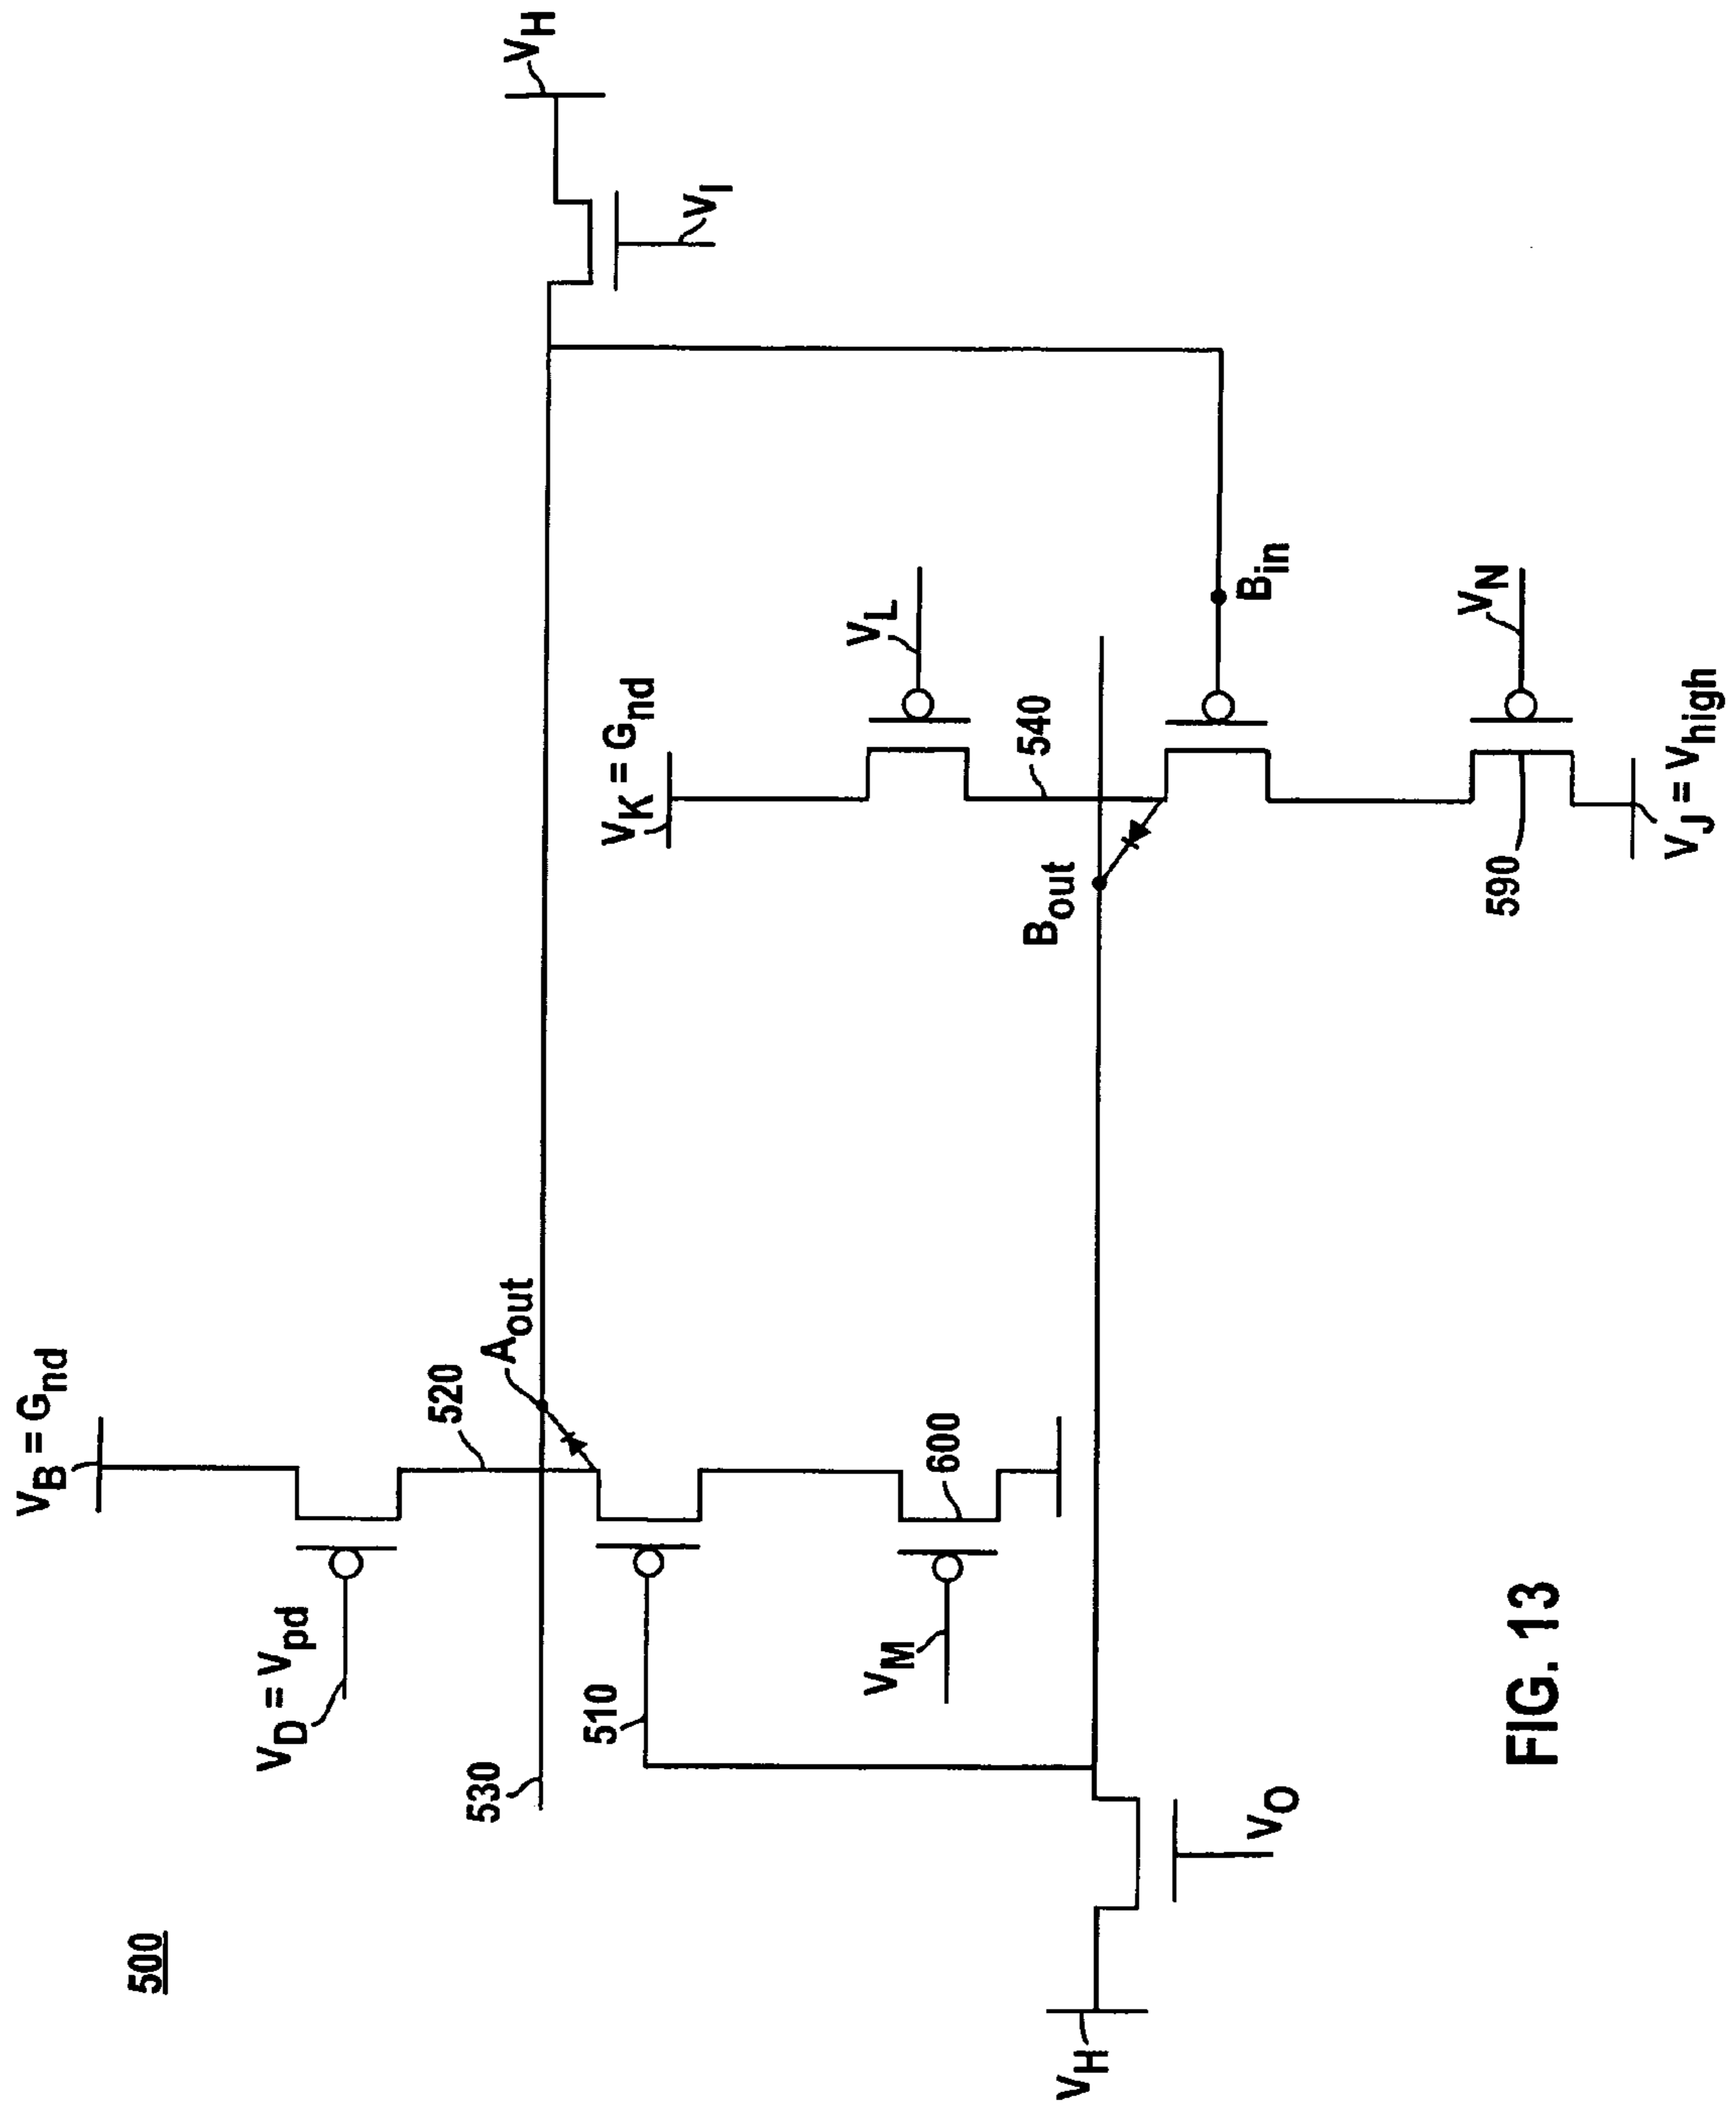 500
V_B = G_nd
V_D = V_pd
520
530
A_out
510
600
V_M
V_H
V_O
V_H
V_I
V_K = G_nd
V_L
540
B_out
B_in
590
V_N
V_J = V_high
FIG. 13